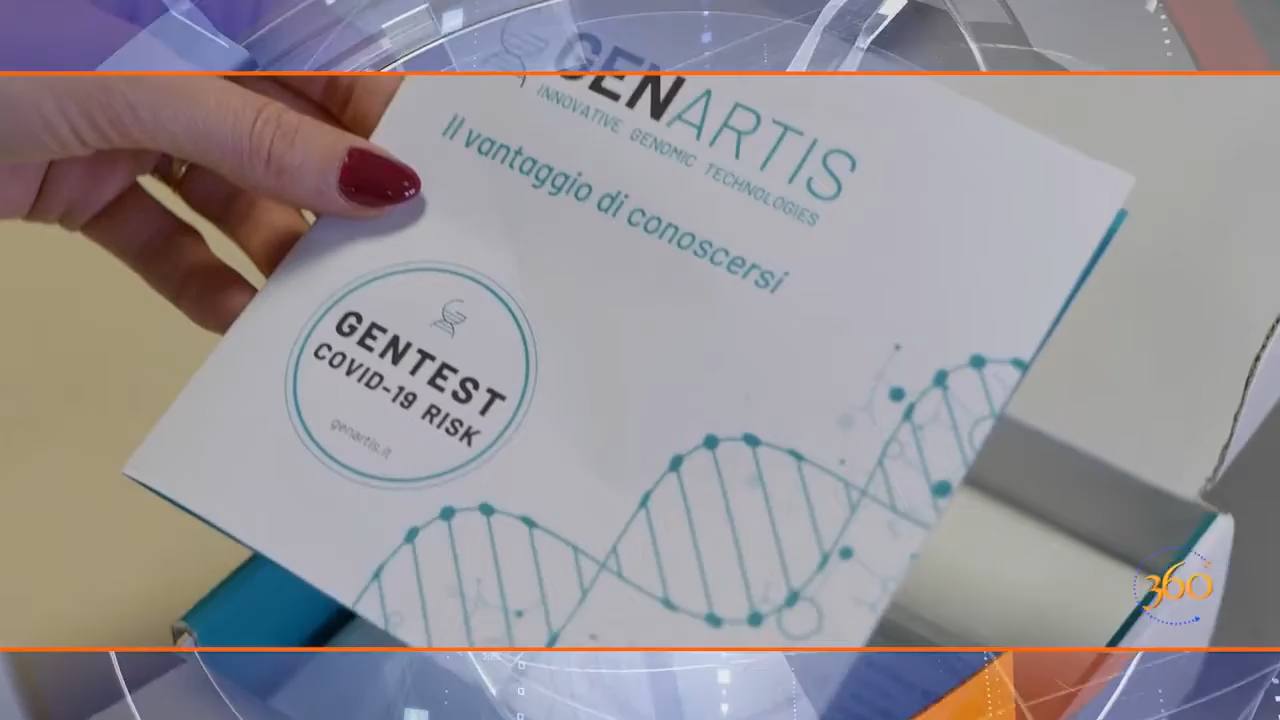 GENARTIS
INNOVATIVE GENOMIC TECHNOLOGIES
Il vantaggio di conoscersi
GENTEST
COVID-19 RISK
genartis.it
360°